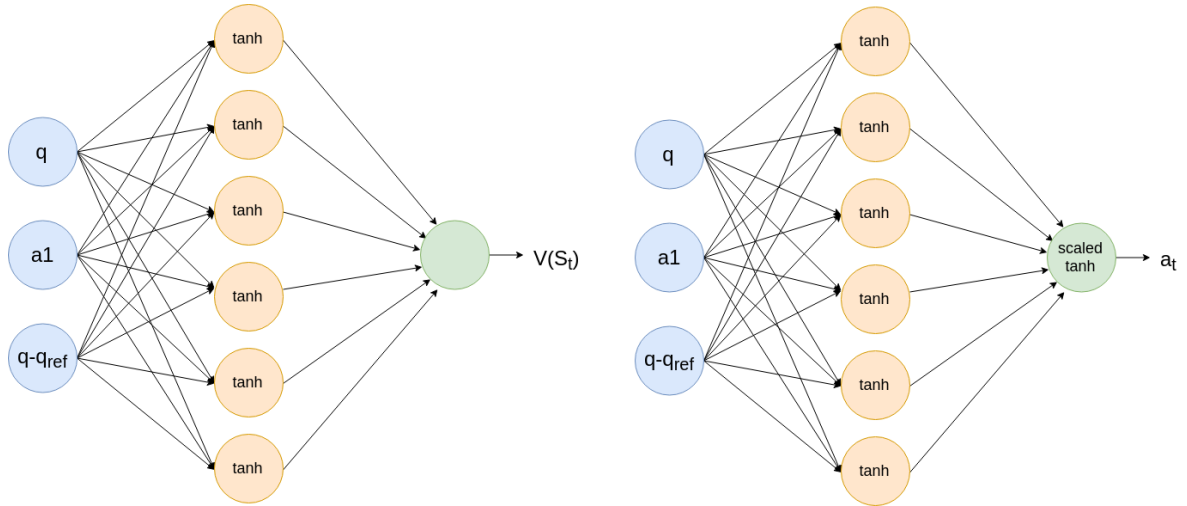 q
a1
q-qref
tanh
tanh
tanh
tanh
tanh
tanh
V(St)
q
a1
q-qref
tanh
tanh
tanh
tanh
tanh
tanh
scaled
tanh
at